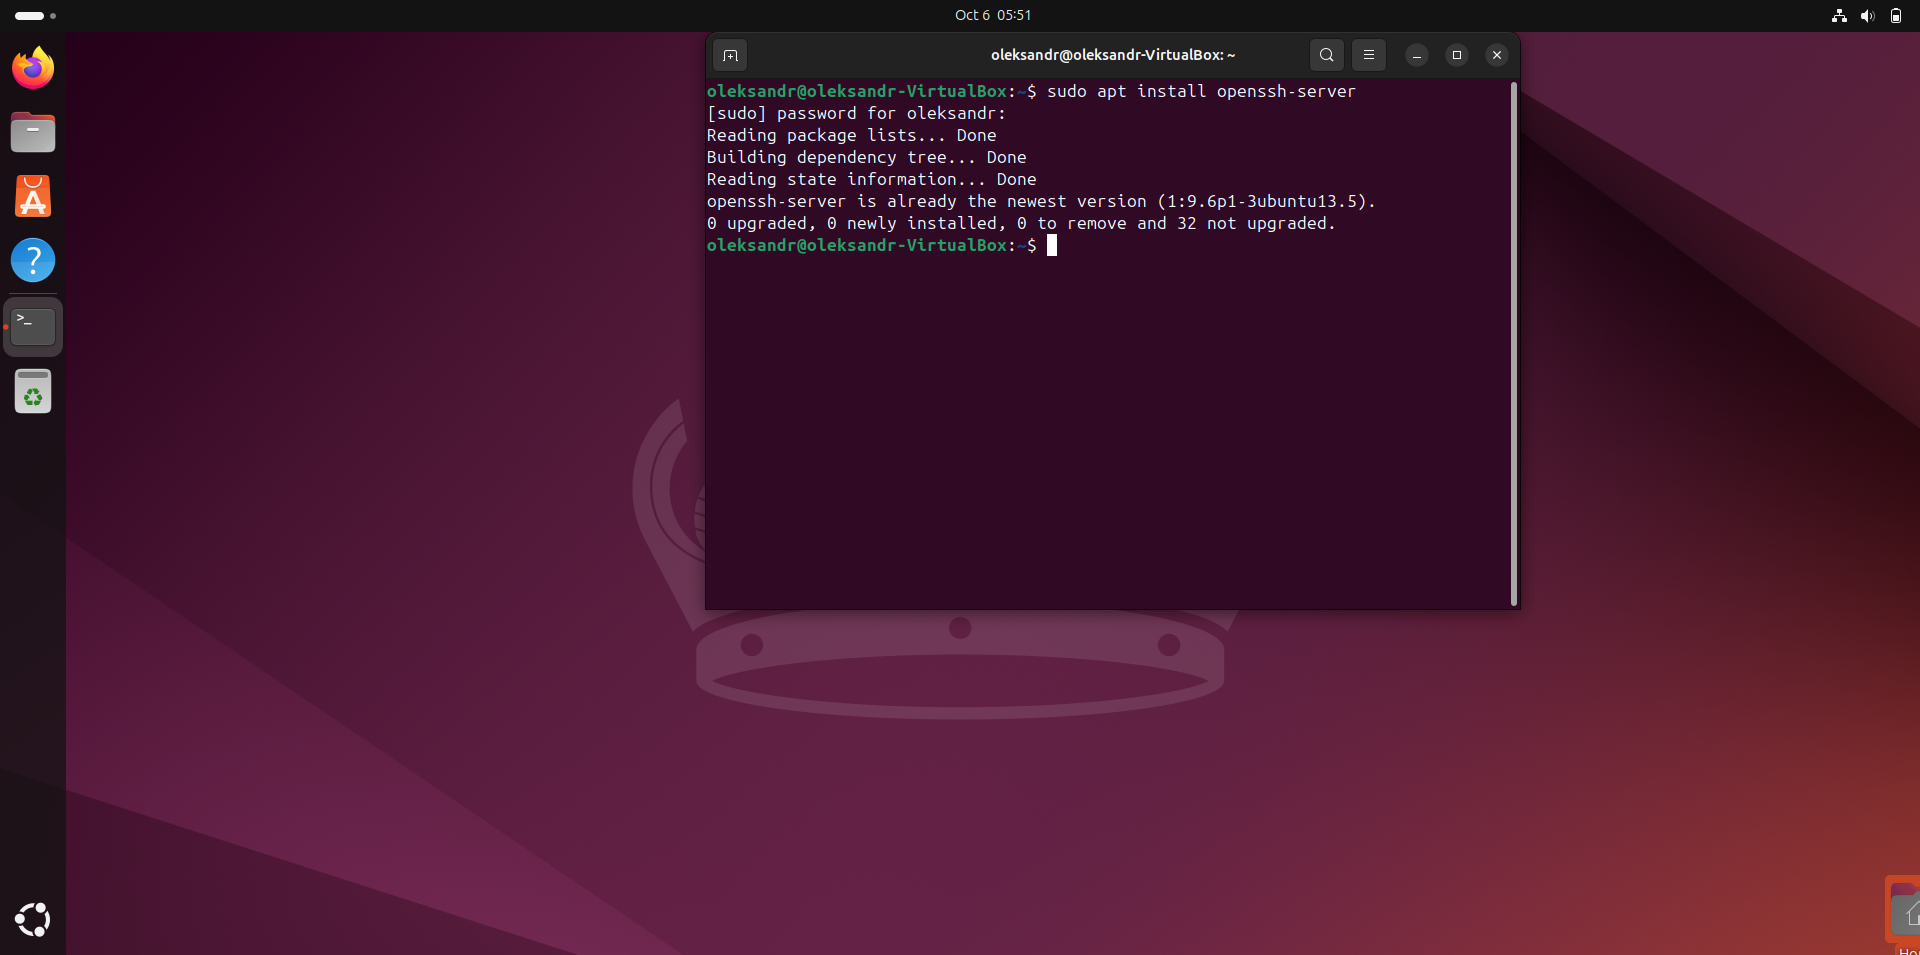 Oct 6 05:51
oleksandr@oleksandr-VirtualBox: ~
oleksandr@oleksandr-VirtualBox:~$ sudo apt install openssh-server
[sudo] password for oleksandr:
Reading package lists... Done
Building dependency tree... Done
Reading state information... Done
openssh-server is already the newest version (1:9.6p1-3ubuntu13.5).
0 upgraded, 0 newly installed, 0 to remove and 32 not upgraded.
oleksandr@oleksandr-VirtualBox:~$